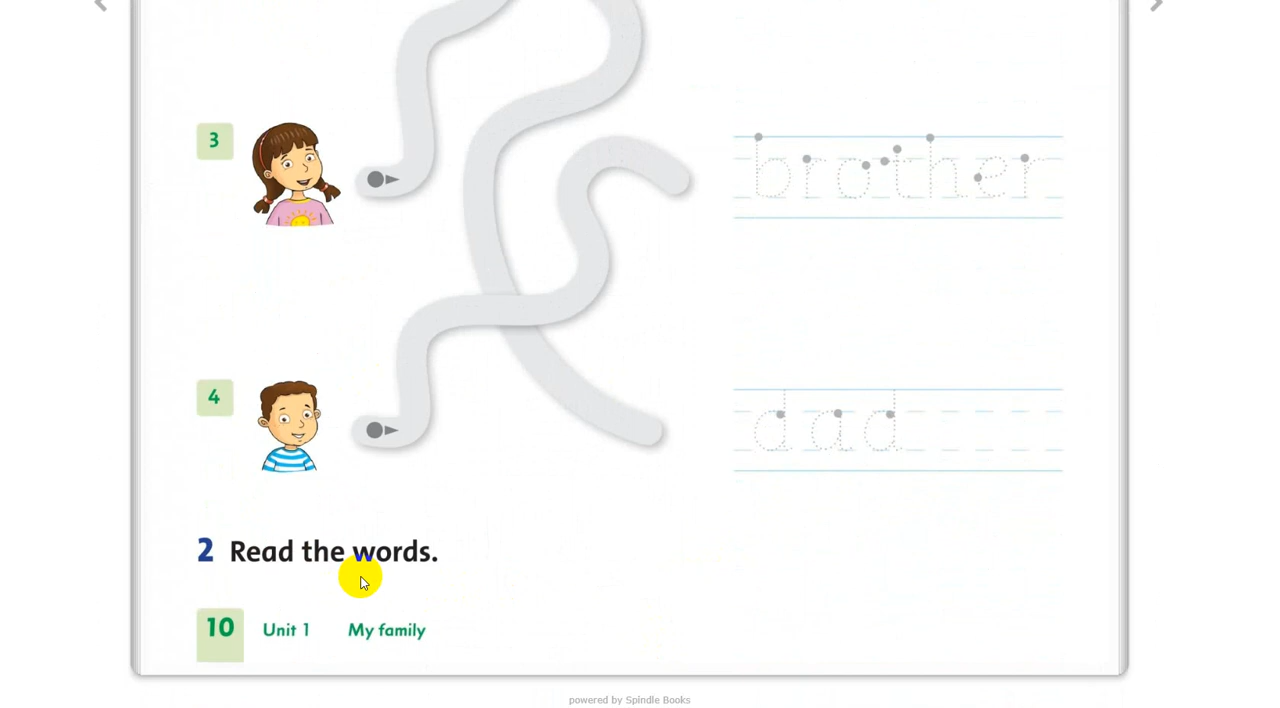 3
brother
4
dad
2 Read the words.
10 Unit 1 My family
powered by Spindle Books